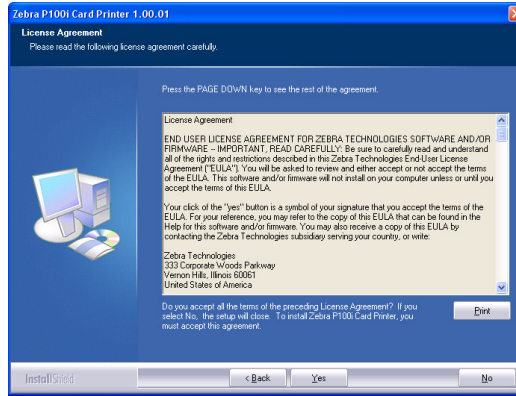 Zebra P100i Card Printer 1.00.01
License Agreement
Please read the following license agreement carefully.
Press the PAGE DOWN key to see the rest of the agreement.
License Agreement
END USER LICENSE AGREEMENT FOR ZEBRA TECHNOLOGIES SOFTWARE AND/OR
FIRMWARE – IMPORTANT, READ CAREFULLY: Be sure to carefully read and understand
all of the rights and restrictions described in this Zebra Technologies End-User License
Agreement ("EULA"). You will be asked to review and either accept or not accept the terms
of the EULA. This software and/or firmware will not install on your computer unless or until you
accept the terms of this EULA.
Your click of the "yes" button is a symbol of your signature that you accept the terms of the
EULA. For your reference, you may refer to the copy of this EULA that can be found in the
Help for this software and/or firmware. You may also receive a copy of this EULA by
contacting the Zebra Technologies subsidiary serving your country, or write:
Zebra Technologies
333 Corporate Woods Parkway
Vernon Hills, Illinois 60061
United States of America
Do you accept all the terms of the preceding License Agreement? If you
select No, the setup will close. To install Zebra P100i Card Printer, you
must accept this agreement.
Print
InstallShield
< Back
Yes
No